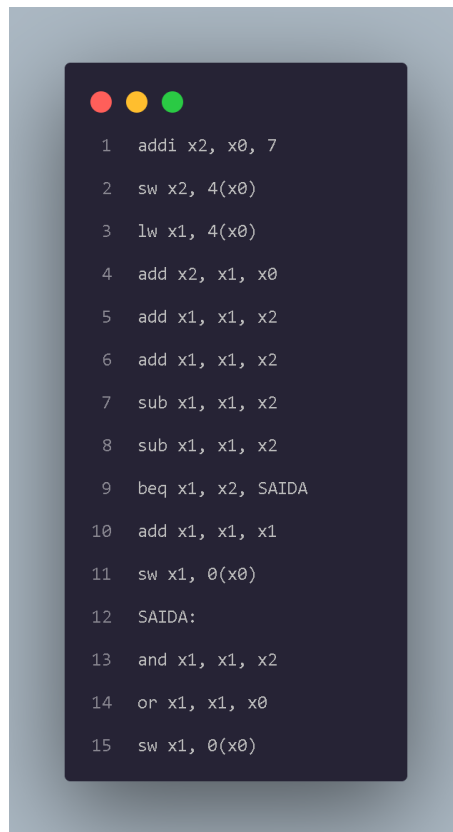 1 addi x2, x0, 7
2 sw x2, 4(x0)
3 lw x1, 4(x0)
4 add x2, x1, x0
5 add x1, x1, x2
6 add x1, x1, x2
7 sub x1, x1, x2
8 sub x1, x1, x2
9 beq x1, x2, SAIDA
10 add x1, x1, x1
11 sw x1, 0(x0)
12 SAIDA:
13 and x1, x1, x2
14 or x1, x1, x0
15 sw x1, 0(x0)